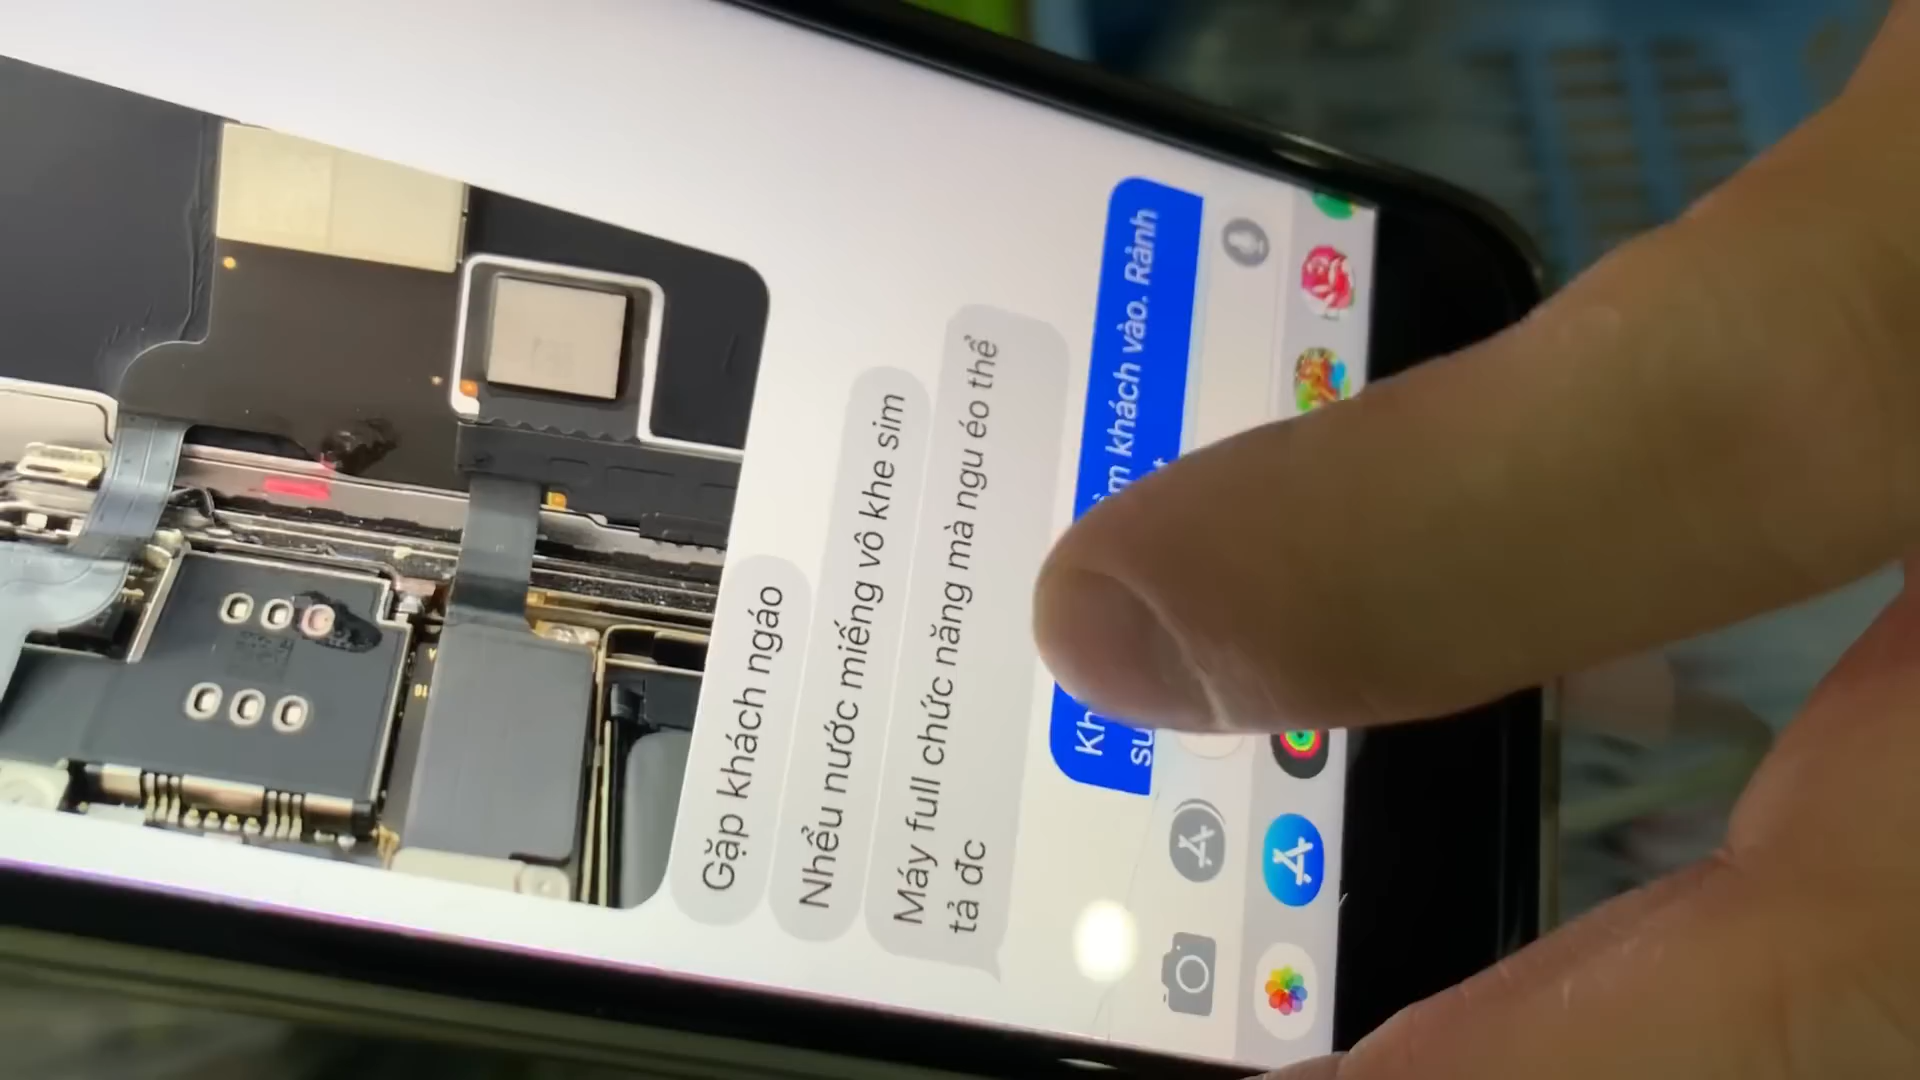 Gặp khách ngáo
Nhểu nước miếng vô khe sim
Máy full chức năng mà ngu éo thể
tả đc
khách vào. Rảnh